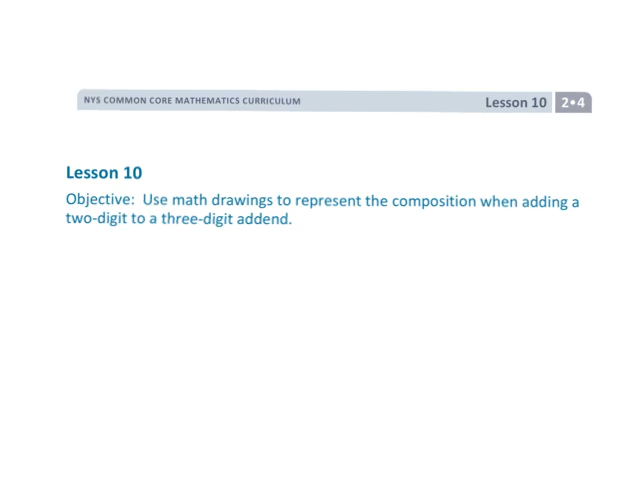 NYS COMMON CORE MATHEMATICS CURRICULUM
Lesson 10
2•4
Lesson 10
Objective:  Use math drawings to represent the composition when adding a
two-digit to a three-digit addend.